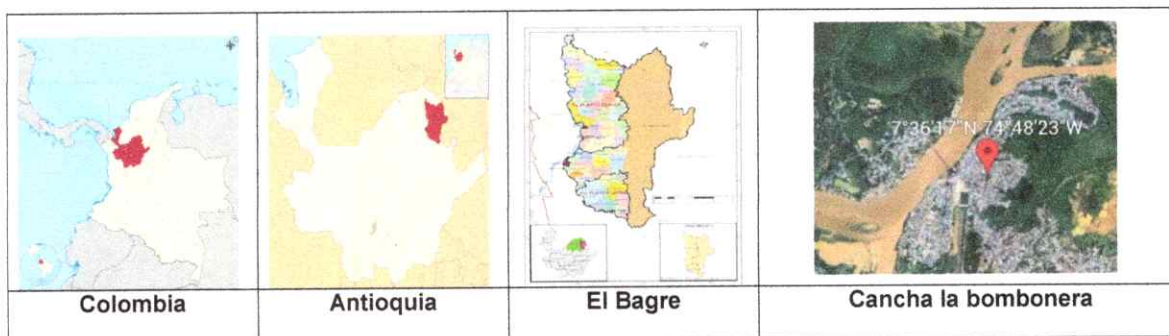 7°36'17"N 74°48'23"W
Colombia
Antioquia
El Bagre
Cancha la bombonera